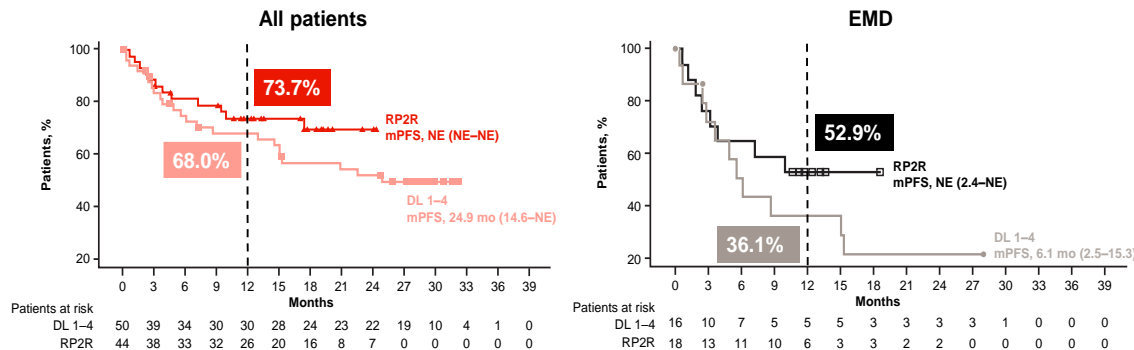 All patients
100
80
60
40
20
Patients, %
73.7%
68.0%
RP2R
mPFS, NE (NE–NE)
DL 1–4
mPFS, 24.9 mo (14.6–NE)
0 3 6 9 12 15 18 21 24 27 30 33 36 39
Months
Patients at risk
DL 1–4 50 39 34 30 30 28 24 23 22 19 10 4 1 0
RP2R 44 38 33 32 26 20 16 8 7 0 0 0 0 0
EMD
100
80
60
40
20
Patients, %
52.9%
36.1%
RP2R
mPFS, NE (2.4–NE)
DL 1–4
mPFS, 6.1 mo (2.5–15.3)
0 3 6 9 12 15 18 21 24 27 30 33 36 39
Months
Patients at risk
DL 1–4 16 10 7 5 5 5 3 3 3 3 1 0 0 0
RP2R 18 13 11 10 6 3 3 2 2 0 0 0 0 0